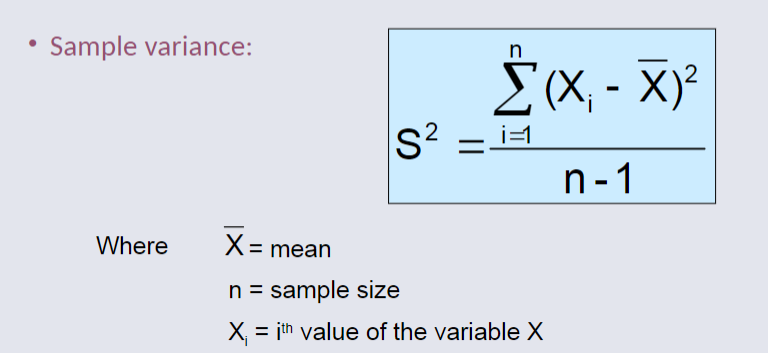 • Sample variance:
n
∑(Xᵢ - X̅)²
i=1
S² =
n - 1
Where X̅ = mean
n = sample size
Xᵢ = iᵗʰ value of the variable X